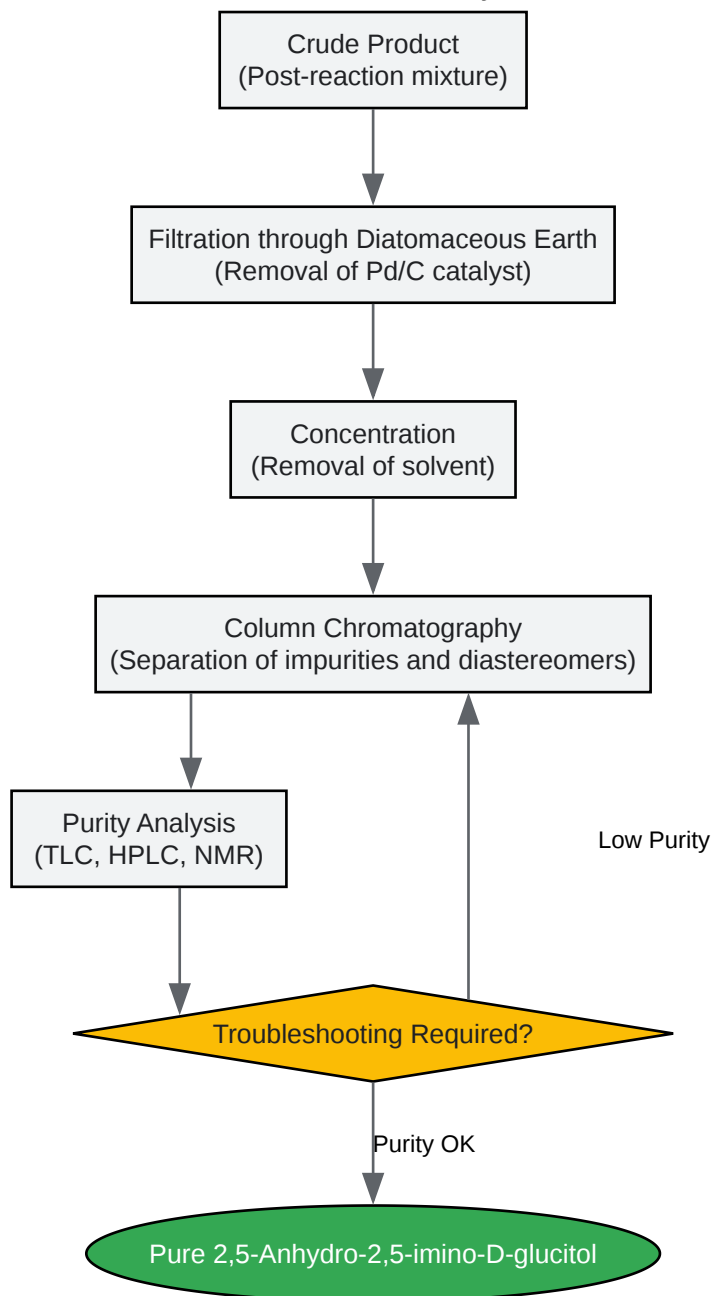 Crude Product
(Post-reaction mixture)
Filtration through Diatomaceous Earth
(Removal of Pd/C catalyst)
Concentration
(Removal of solvent)
Column Chromatography
(Separation of impurities and diastereomers)
Purity Analysis
(TLC, HPLC, NMR)
Low Purity
Troubleshooting Required?
Purity OK
Pure 2,5-Anhydro-2,5-imino-D-glucitol